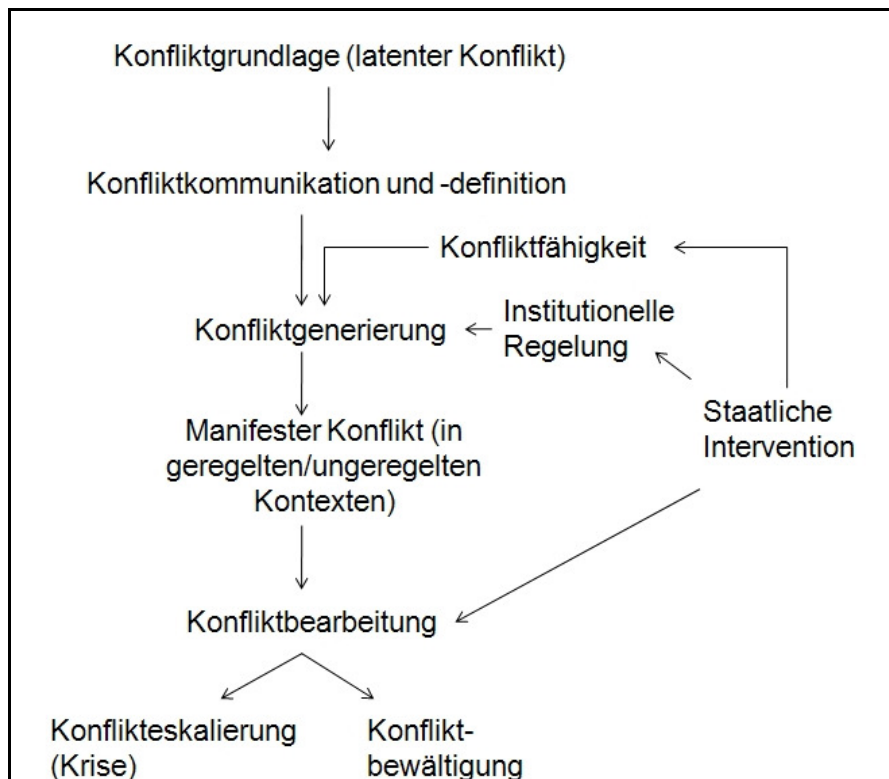 Konfliktgrundlage (latenter Konflikt)
Konfliktkommunikation und -definition
Konfliktfähigkeit
Konfliktgenerierung
Institutionelle
Regelung
Staatliche
Intervention
Manifester Konflikt (in
geregelten/ungeregelten
Kontexten)
Konfliktbearbeitung
Konflikteskalierung
(Krise)
Konflikt-
bewältigung